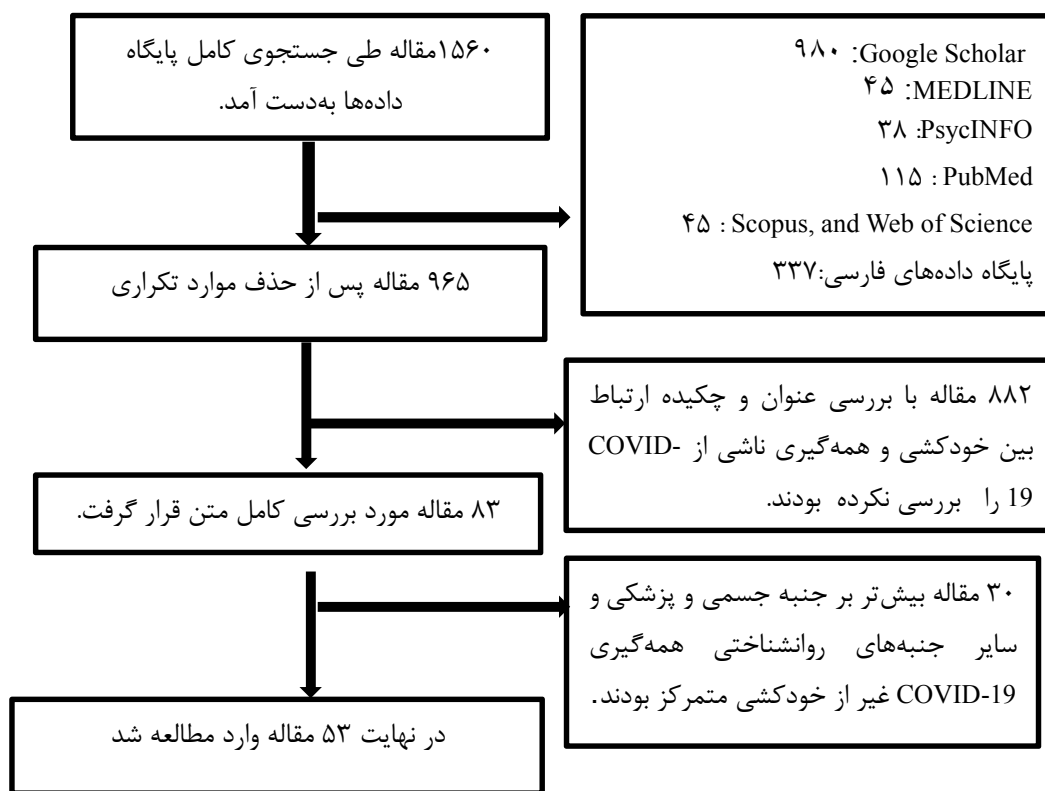 ۱۵۶۰مقاله طی جستجوی کامل پایگاه
داده‌ها به‌دست آمد.
۹۸۰ :Google Scholar
۴۵ :MEDLINE
۳۸ :PsycINFO
۱۱۵ : PubMed
۴۵ : Scopus, and Web of Science
پایگاه داده‌های فارسی:۳۳۷
۹۶۵ مقاله پس از حذف موارد تکراری
۸۸۲ مقاله با بررسی عنوان و چکیده ارتباط
بین خودکشی و همه‌گیری ناشی از COVID-
19 را بررسی نکرده بودند.
۸۳ مقاله مورد بررسی کامل متن قرار گرفت.
۳۰ مقاله بیش‌تر بر جنبه جسمی و پزشکی و
سایر جنبه‌های روانشناختی همه‌گیری
COVID-19 غیر از خودکشی متمرکز بودند.
در نهایت ۵۳ مقاله وارد مطالعه شد